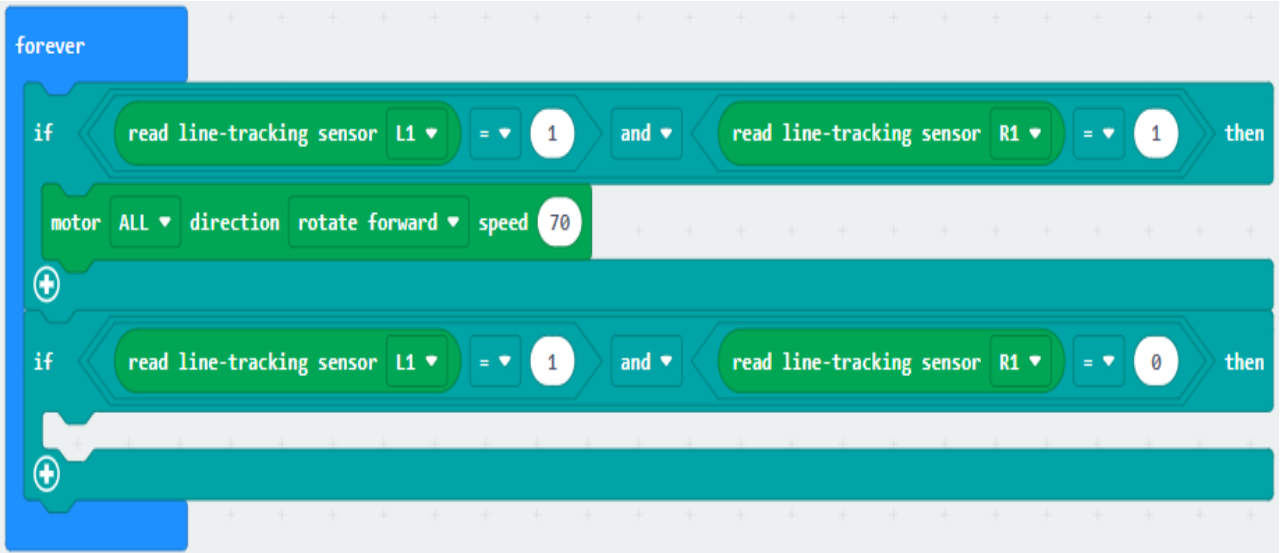 forever
if read line-tracking sensor L1 = 1 and read line-tracking sensor R1 = 1 then
motor ALL direction rotate forward speed 70
if read line-tracking sensor L1 = 1 and read line-tracking sensor R1 = 0 then